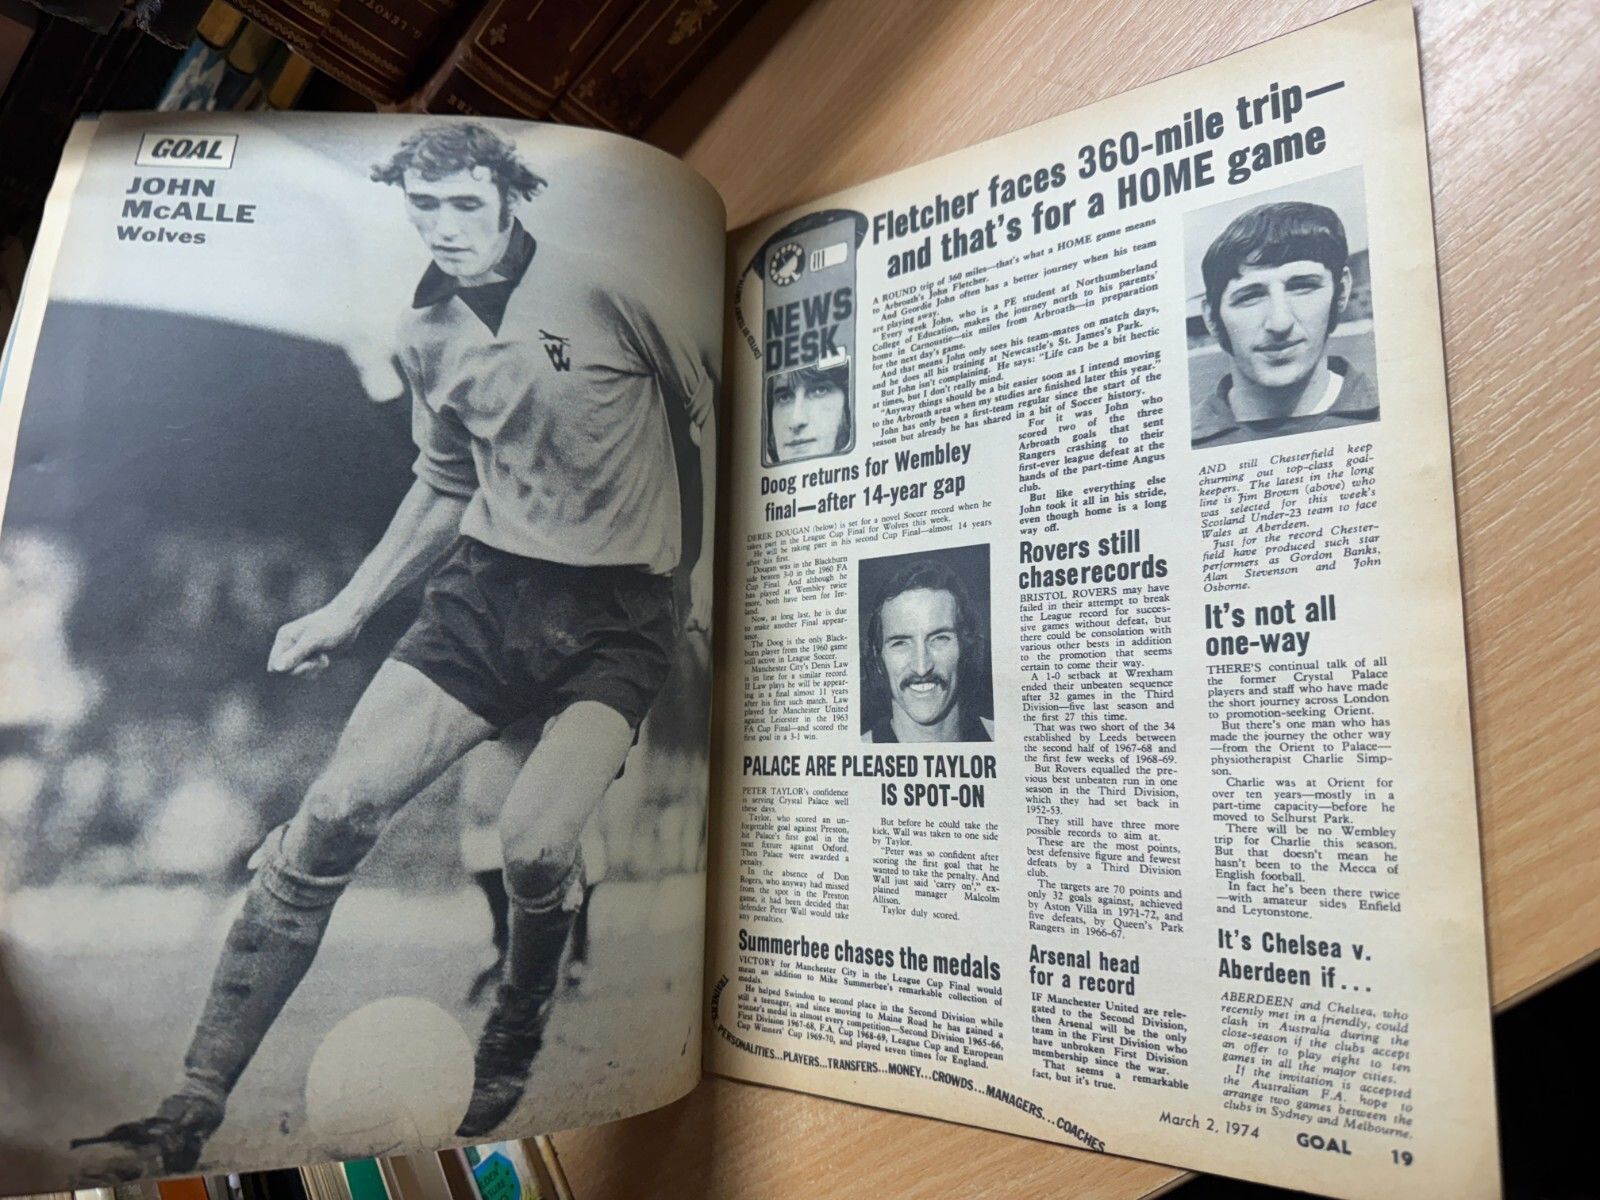 GOAL
JOHN
McALLE
Wolves
Fletcher faces 360-mile trip—
and that's for a HOME game
NEWS
DESK
A ROUND trip of 360 miles—that's what a HOME game means
to Arbroath's John Fletcher.
And Geordie John often has a better journey when his team
are playing away.
Every week John, who is a PE student at Northumberland
College of Education, makes the journey north to his parents'
home in Carnoustie—six miles from Arbroath—in preparation
for the next day's game.
And that means John only sees his team-mates on match days,
and he does all his training at Newcastle's St. James's Park.
But John isn't complaining. He says: "Life can be a bit hectic
at times, but I don't really mind.
"Anyway things should be a bit easier soon as I intend moving
to the Arbroath area when my studies are finished later this year."
John has only been a first-team regular since the start of the
season but already he has shared in a bit of Soccer history.
For it was John who
scored two of the three
Arbroath goals that sent
Rangers crashing to their
first-ever league defeat at the
hands of the part-time Angus
club.
But like everything else
John took it all in his stride,
even though home is a long
way off.
Doog returns for Wembley
final—after 14-year gap
DEREK DOUGAN (below) is set for a novel Soccer record when he
takes part in the League Cup Final for Wolves this week.
He will be taking part in his second Cup Final—almost 14 years
after his first.
Dougan was in the Blackburn
side beaten 3-0 in the 1960 FA
Cup Final. And although he
has played at Wembley twice
more, both have been for Ire-
land.
Now, at long last, he is due
to make another Final appear-
ance.
The Doog is the only Black-
burn player from the 1960 game
still active in League Soccer.
Manchester City's Denis Law
is in line for a similar record.
If Law plays he will be appear-
ing in a final almost 11 years
after his first such match. Law
played for Manchester United
against Leicester in the 1963
FA Cup Final—and scored the
first goal in a 3-1 win.
PALACE ARE PLEASED TAYLOR
IS SPOT-ON
PETER TAYLOR's confidence
is serving Crystal Palace well
these days.
Taylor, who scored an un-
forgettable goal against Preston,
hit Palace's first goal in the
next fixture against Oxford.
Then Palace were awarded a
penalty.
In the absence of Don
Rogers, who anyway had missed
from the spot in the Preston
game, it had been decided that
defender Peter Wall would take
any penalties.
But before he could take the
kick, Wall was taken to one side
by Taylor.
"Peter was so confident after
scoring the first goal that he
wanted to take the penalty. And
Wall just said 'carry on'," ex-
plained manager Malcolm
Allison.
Taylor duly scored.
Summerbee chases the medals
VICTORY for Manchester City in the League Cup Final would
mean an addition to Mike Summerbee's remarkable collection of
medals.
He helped Swindon to second place in the Second Division while
still a teenager, and since moving to Maine Road he has gained a
winner's medal in almost every competition—Second Division 1965-66,
First Division 1967-68, F.A. Cup 1968-69, League Cup and European
Cup Winners' Cup 1969-70, and played seven times for England.
Rovers still
chase records
BRISTOL ROVERS may have
failed in their attempt to break
the League record for succes-
sive games without defeat, but
there could be consolation with
various other bests in addition
to the promotion that seems
certain to come their way.
A 1-0 setback at Wrexham
ended their unbeaten sequence
after 32 games in the Third
Division—five last season and
the first 27 this time.
That was two short of the 34
established by Leeds between
the second half of 1967-68 and
the first few weeks of 1968-69.
But Rovers equalled the pre-
vious best unbeaten run in one
season in the Third Division,
which they had set back in
1952-53.
They still have three more
possible records to aim at.
These are the most points,
best defensive figure and fewest
defeats by a Third Division
club.
The targets are 70 points and
only 32 goals against, achieved
by Aston Villa in 1971-72, and
five defeats, by Queen's Park
Rangers in 1966-67.
Arsenal head
for a record
IF Manchester United are rele-
gated to the Second Division,
then Arsenal will be the only
team in the First Division who
have unbroken First Division
membership since the war.
That seems a remarkable
fact, but it's true.
AND still Chesterfield keep
churning out top-class goal-
keepers. The latest in the long
line is Jim Brown (above) who
was selected for this week's
Scotland Under-23 team to face
Wales at Aberdeen.
Just for the record Chester-
field have produced such star
performers as Gordon Banks,
Alan Stevenson and John
Osborne.
It's not all
one-way
THERE'S continual talk of all
the former Crystal Palace
players and staff who have made
the short journey across London
to promotion-seeking Orient.
But there's one man who has
made the journey the other way
—from the Orient to Palace—
physiotherapist Charlie Simp-
son.
Charlie was at Orient for
over ten years—mostly in a
part-time capacity—before he
moved to Selhurst Park.
There will be no Wembley
trip for Charlie this season.
But that doesn't mean he
hasn't been to the Mecca of
English football.
In fact he's been there twice
—with amateur sides Enfield
and Leytonstone.
It's Chelsea v.
Aberdeen if . . .
ABERDEEN and Chelsea, who
recently met in a friendly, could
clash in Australia during the
close-season if the clubs accept
an offer to play eight to ten
games in all the major cities.
If the invitation is accepted
the Australian F.A. hope to
arrange two games between the
clubs in Sydney and Melbourne.
TRAINERS...PERSONALITIES...PLAYERS...TRANSFERS...MONEY...CROWDS...MANAGERS...COACHES
March 2, 1974 GOAL 19